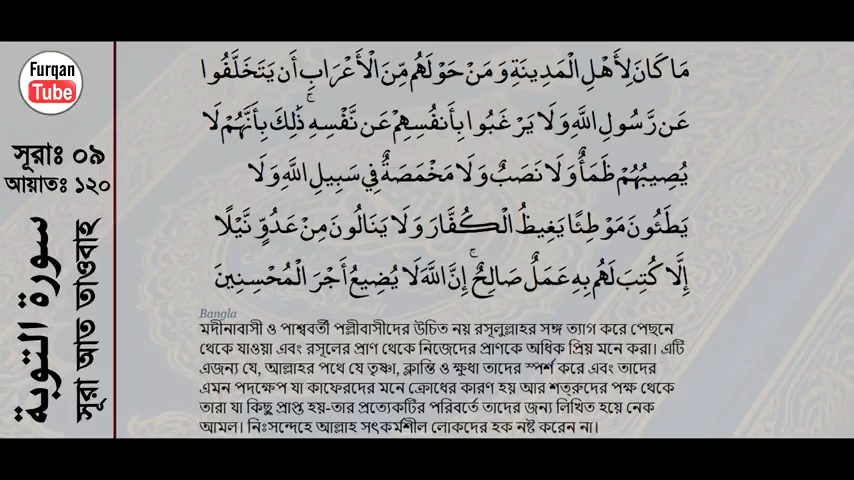 Furqan
Tube
সূরাঃ ০৯
আয়াতঃ ১২০
سورة التوبة
সূরা আত তাওবাহ
مَا كَانَ لِأَهْلِ الْمَدِينَةِ وَمَنْ حَوْلَهُم مِّنَ الْأَعْرَابِ أَن يَتَخَلَّفُوا
عَن رَّسُولِ اللَّهِ وَلَا يَرْغَبُوا بِأَنفُسِهِمْ عَن نَّفْسِهِ ۚ ذَٰلِكَ بِأَنَّهُمْ لَا
يُصِيبُهُمْ ظَمَأٌ وَلَا نَصَبٌ وَلَا مَخْمَصَةٌ فِي سَبِيلِ اللَّهِ وَلَا
يَطَئُونَ مَوْطِئًا يَغِيظُ الْكُفَّارَ وَلَا يَنَالُونَ مِنْ عَدُوٍّ نَّيْلًا
إِلَّا كُتِبَ لَهُم بِهِ عَمَلٌ صَالِحٌ ۚ إِنَّ اللَّهَ لَا يُضِيعُ أَجْرَ الْمُحْسِنِينَ
Bangla
মদীনাবাসী ও পাশ্ববর্তী পল্লীবাসীদের উচিত নয় রসূলুল্লাহর সঙ্গ ত্যাগ করে পেছনে
থেকে যাওয়া এবং রসূলের প্রাণ থেকে নিজেদের প্রাণকে অধিক প্রিয় মনে করা। এটি
এজন্য যে, আল্লাহর পথে যে তৃষ্ণা, ক্লান্তি ও ক্ষুধা তাদের স্পর্শ করে এবং তাদের
এমন পদক্ষেপ যা কাফেরদের মনে ক্রোধের কারণ হয় আর শত্রুদের পক্ষ থেকে
তারা যা কিছু প্রাপ্ত হয়-তার প্রত্যেকটির পরিবর্তে তাদের জন্য লিখিত হয়ে নেক
আমল। নিঃসন্দেহে আল্লাহ সৎকর্মশীল লোকদের হক নষ্ট করেন না।